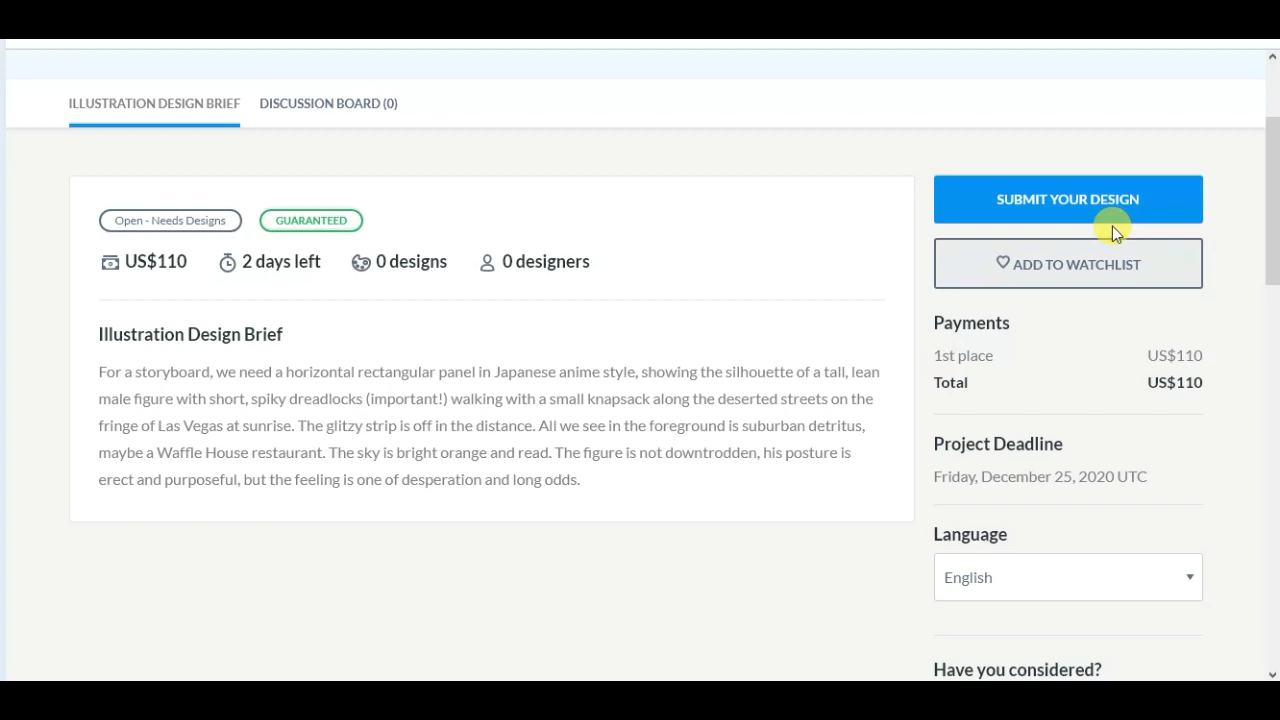 ILLUSTRATION DESIGN BRIEF DISCUSSION BOARD (0)
Open - Needs Designs GUARANTEED
US$110 2 days left 0 designs 0 designers
Illustration Design Brief
For a storyboard, we need a horizontal rectangular panel in Japanese anime style, showing the silhouette of a tall, lean
male figure with short, spiky dreadlocks (important!) walking with a small knapsack along the deserted streets on the
fringe of Las Vegas at sunrise. The glitzy strip is off in the distance. All we see in the foreground is suburban detritus,
maybe a Waffle House restaurant. The sky is bright orange and read. The figure is not downtrodden, his posture is
erect and purposeful, but the feeling is one of desperation and long odds.
SUBMIT YOUR DESIGN
ADD TO WATCHLIST
Payments
1st place US$110
Total US$110
Project Deadline
Friday, December 25, 2020 UTC
Language
English
Have you considered?